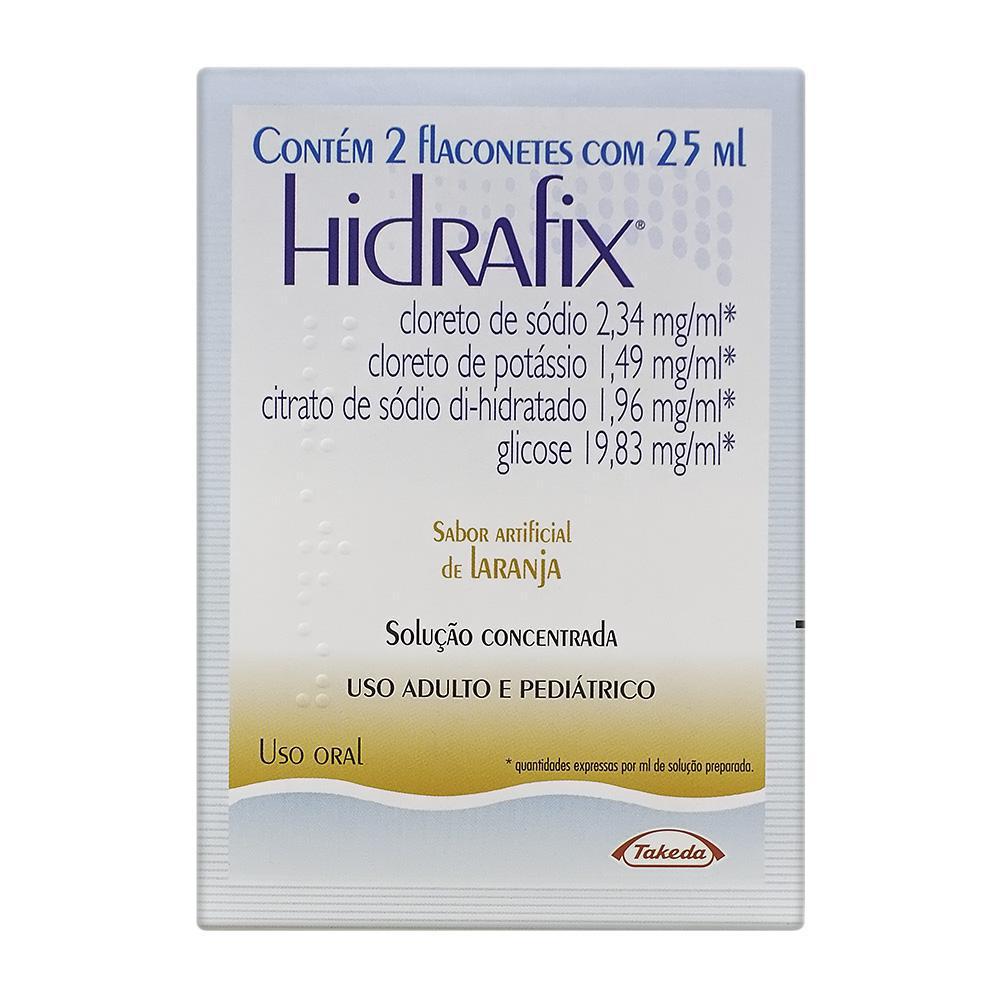 Contém 2 flaconetes com 25 ml
Hidrafix®
cloreto de sódio 2,34 mg/ml*
cloreto de potássio 1,49 mg/ml*
citrato de sódio di-hidratado 1,96 mg/ml*
glicose 19,83 mg/ml*
Sabor artificial
de laranja
Solução concentrada
USO ADULTO E PEDIÁTRICO
Uso oral
* quantidades expressas por ml de solução preparada.
Takeda